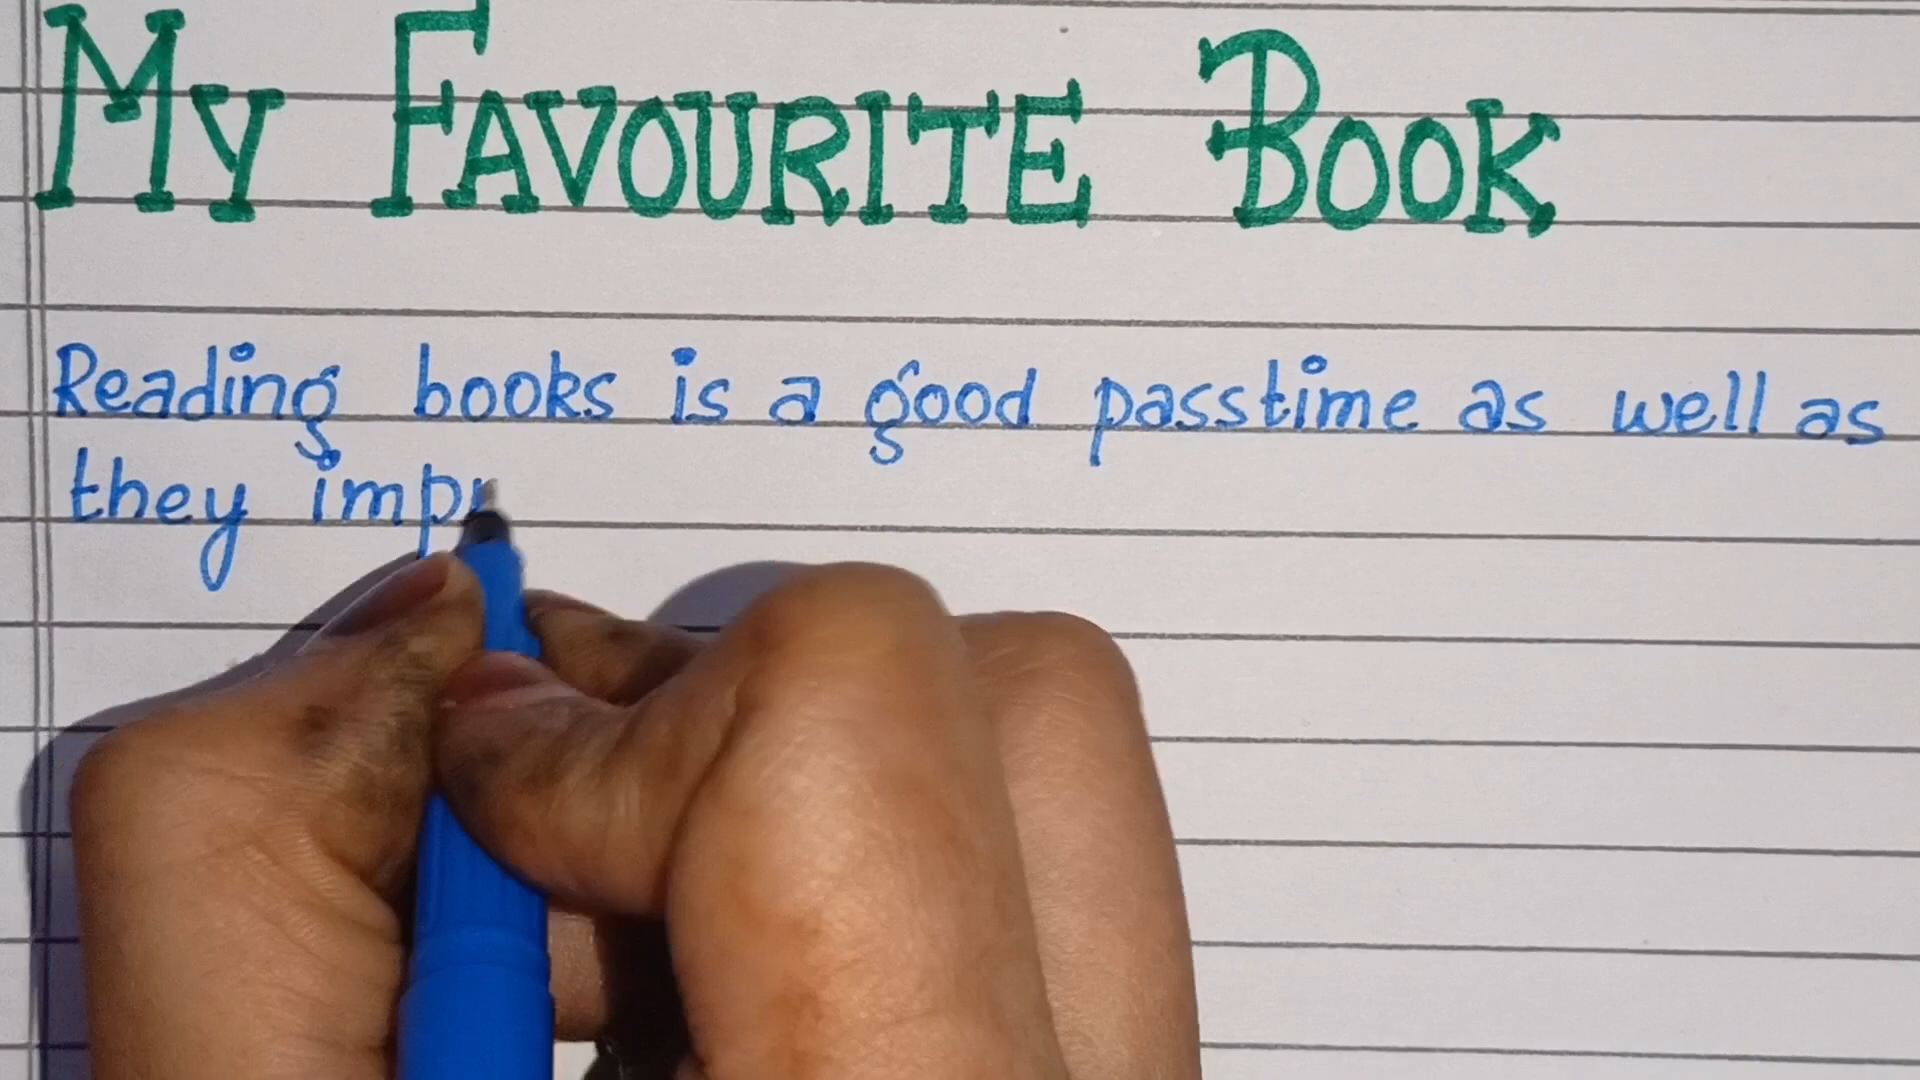 MY FAVOURITE BOOK
Reading books is a good passtime as well as
they imp